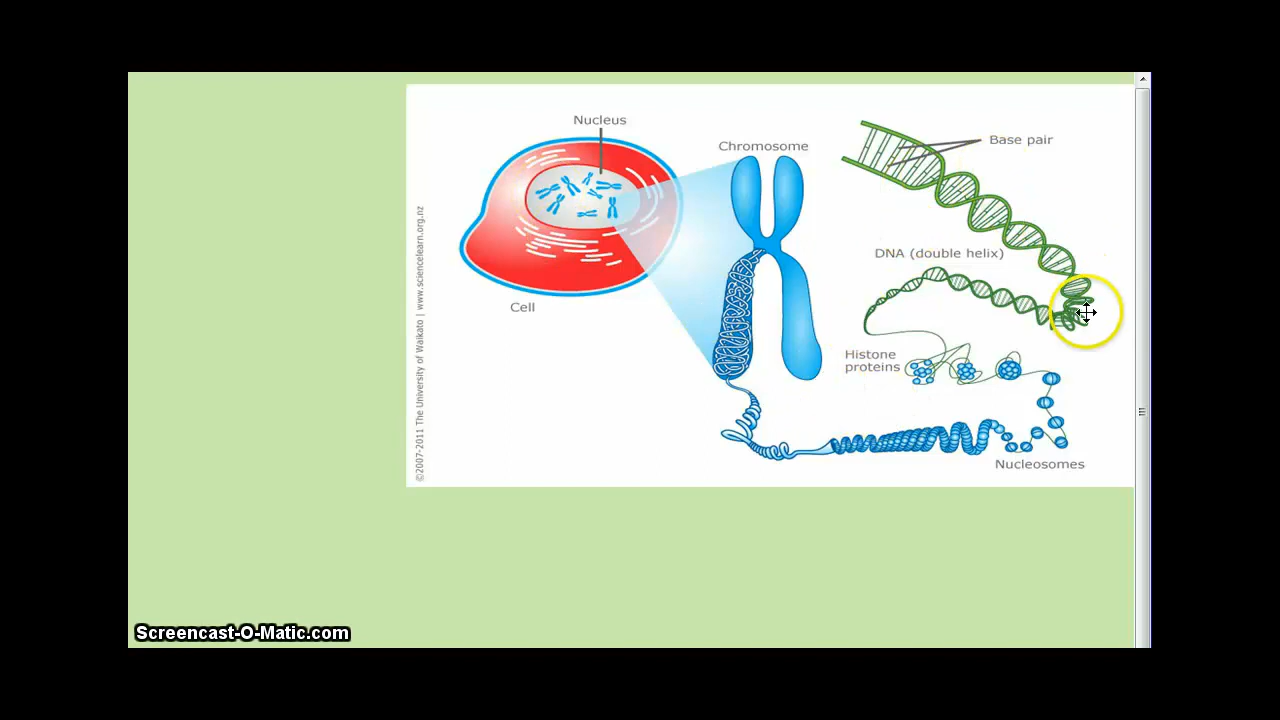 Nucleus
Chromosome
Base pair
DNA (double helix)
Cell
Histone
proteins
Nucleosomes
©2007-2011 The University of Waikato | www.sciencelearn.org.nz
Screencast-O-Matic.com